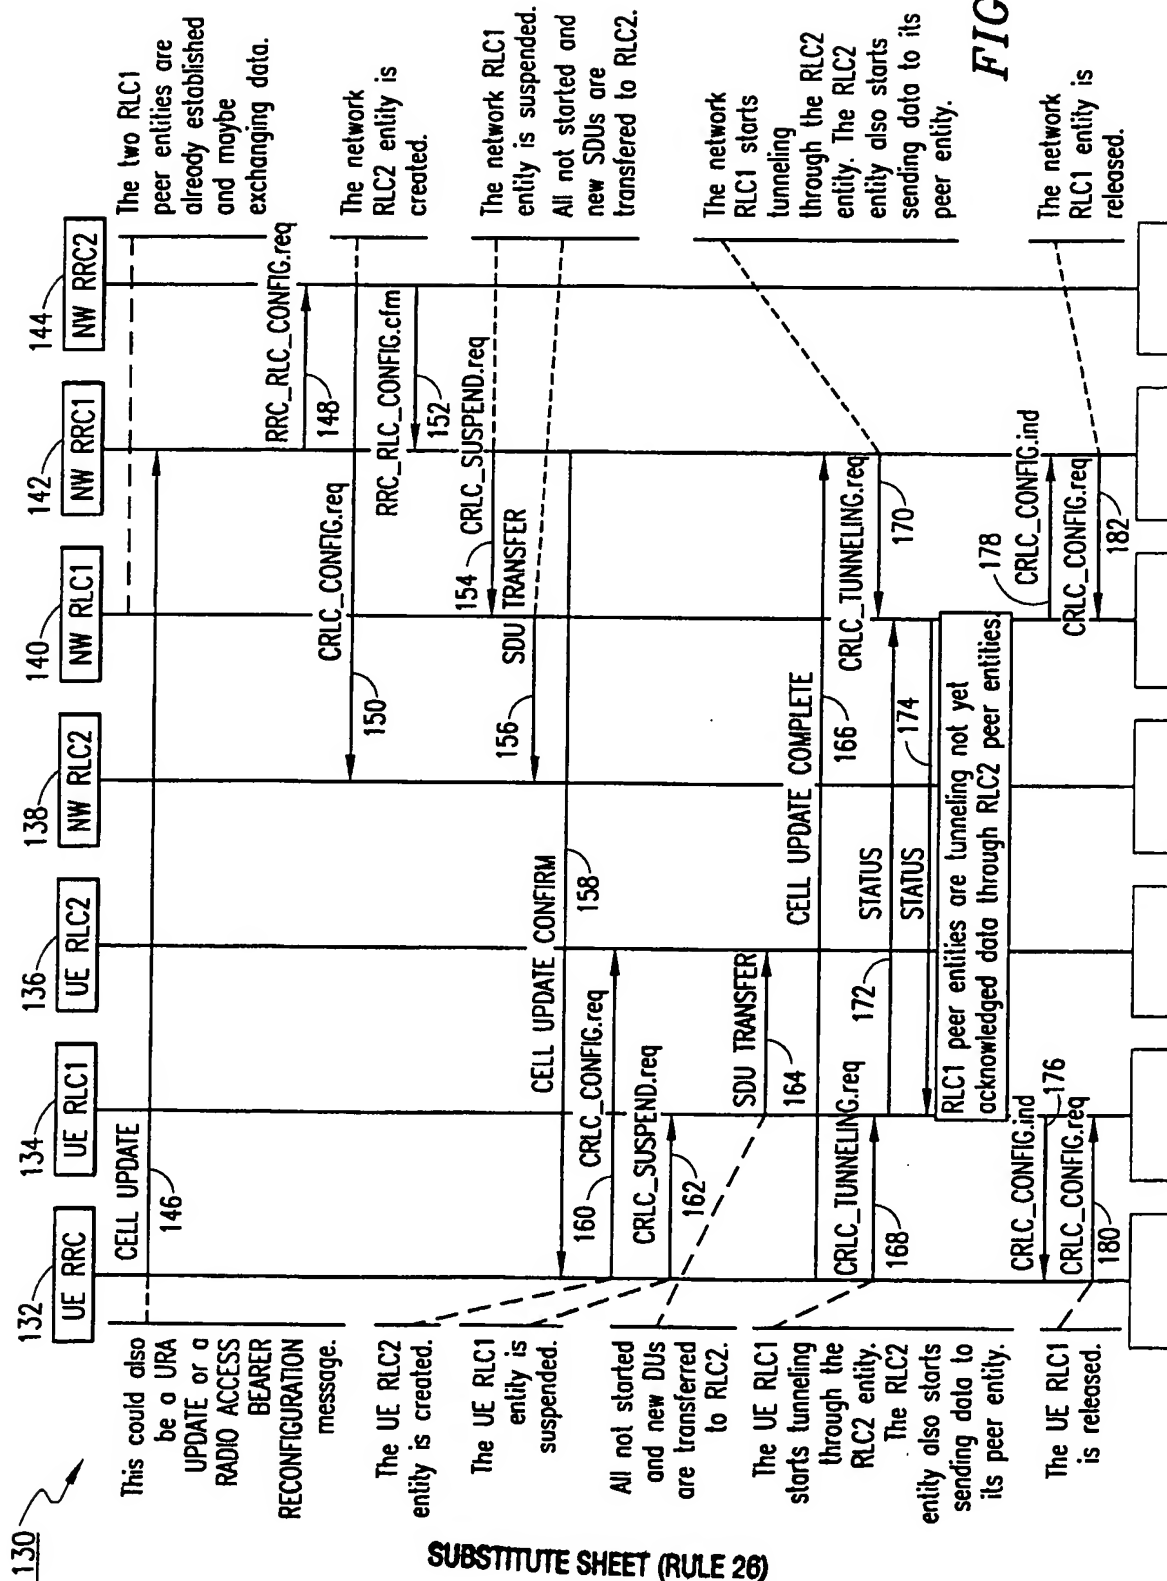 130
132
UE RRC
134
UE RLC1
136
UE RLC2
138
NW RLC2
140
NW RLC1
142
NW RRC1
144
NW RRC2
This could also
be a URA
UPDATE or a
RADIO ACCESS
BEARER
RECONFIGURATION
message.
CELL UPDATE
146
The two RLC1
peer entities are
already established
and maybe
exchanging data.
RRC_RLC_CONFIG.req
148
CRLC_CONFIG.req
150
The network
RLC2 entity is
created.
RRC_RLC_CONFIG.cfm
152
CRLC_SUSPEND.req
154
The network RLC1
entity is suspended.
All not started and
new SDUs are
transferred to RLC2.
SDU TRANSFER
156
CELL UPDATE CONFIRM
158
The UE RLC2
entity is created.
160
CRLC_CONFIG.req
The UE RLC1
entity is
suspended.
CRLC_SUSPEND.req
162
All not started
and new DUs
are transferred
to RLC2.
SDU TRANSFER
164
CELL UPDATE COMPLETE
166
The UE RLC1
starts tunneling
through the
RLC2 entity.
The RLC2
entity also starts
sending data to
its peer entity.
CRLC_TUNNELING.req
168
CRLC_TUNNELING.req
170
The network
RLC1 starts
tunneling
through the RLC2
entity. The RLC2
entity also starts
sending data to its
peer entity.
172
STATUS
STATUS
174
RLC1 peer entities are tunneling not yet
acknowledged data through RLC2 peer entities
CRLC_CONFIG.ind
176
178
CRLC_CONFIG.ind
The UE RLC1
is released.
CRLC_CONFIG.req
180
CRLC_CONFIG.req
182
The network
RLC1 entity is
released.
FIG
SUBSTITUTE SHEET (RULE 26)